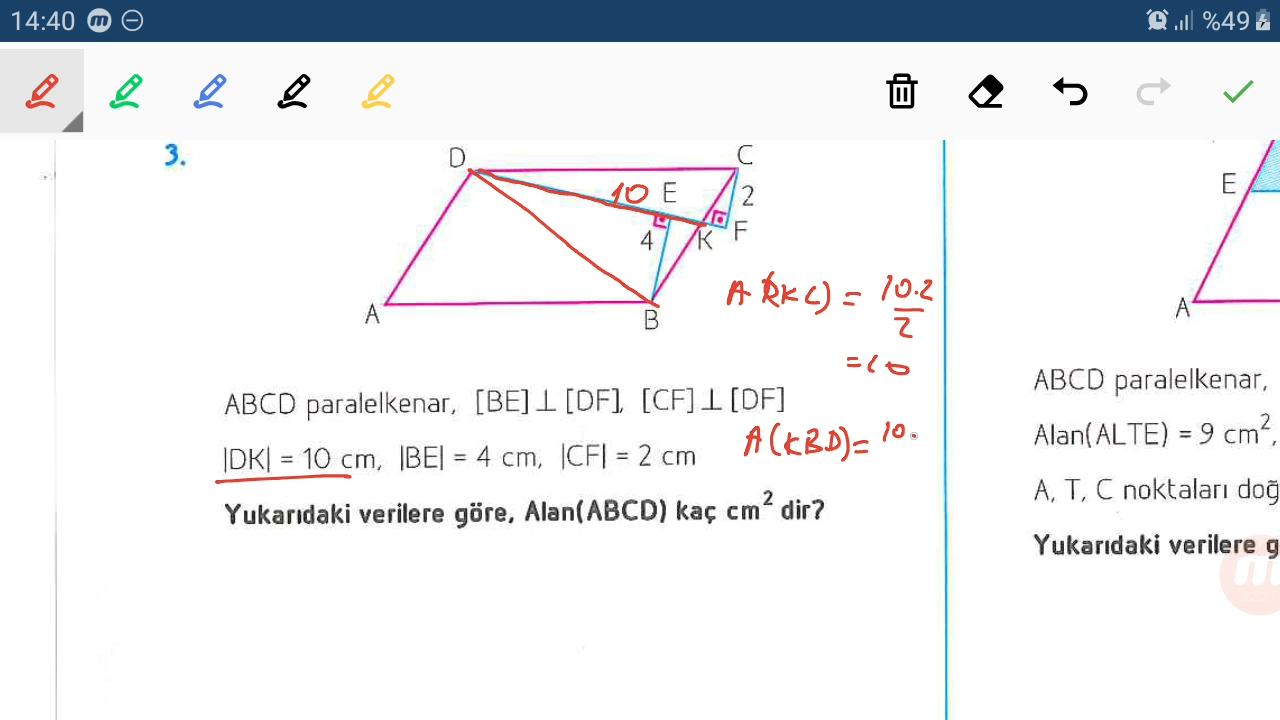 14:40 %49
3.
D C
10 E 2
4 K F
A B
A(DKC) = 10.2
2
=10
ABCD paralelkenar, [BE]⊥[DF], [CF]⊥[DF]
A(KBD)= 10.
|DK| = 10 cm, |BE| = 4 cm, |CF| = 2 cm
Yukarıdaki verilere göre, Alan(ABCD) kaç cm² dir?
E
A
ABCD paralelkenar,
Alan(ALTE) = 9 cm²,
A, T, C noktaları doğ
Yukarıdaki verilere g